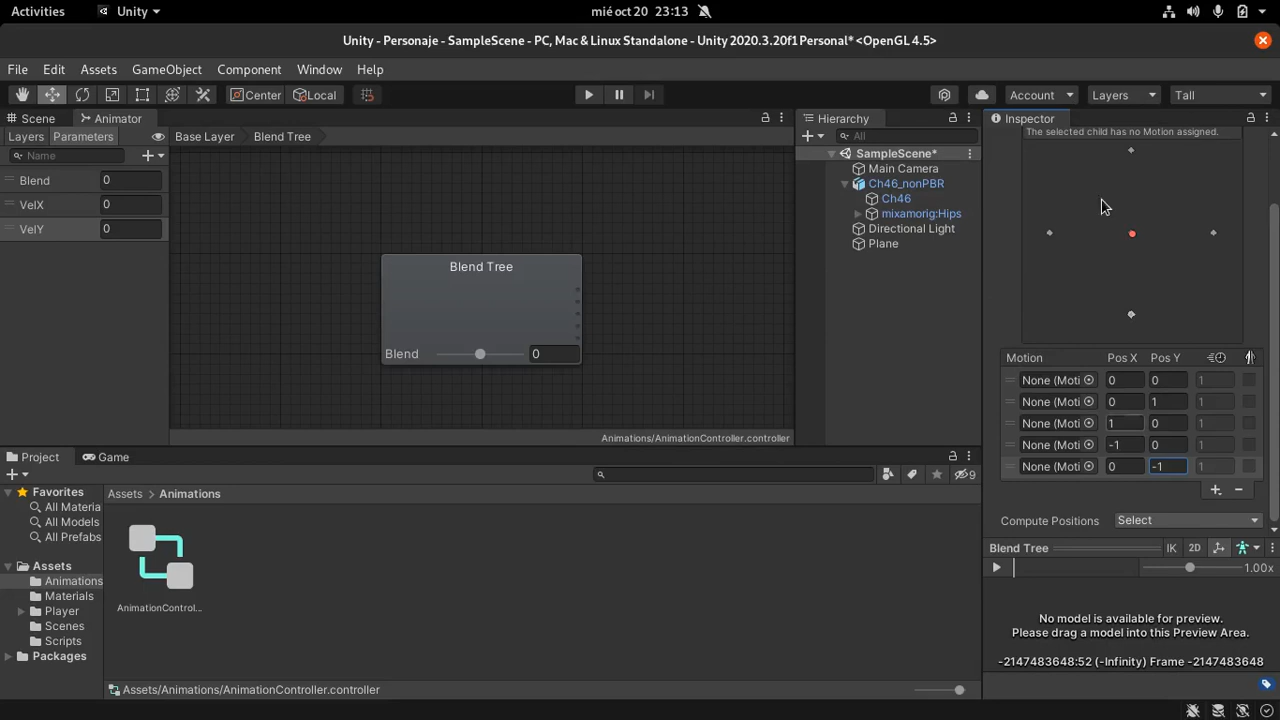 Activities Unity mié oct 20 23:13
Unity - Personaje - SampleScene - PC, Mac & Linux Standalone - Unity 2020.3.20f1 Personal* <OpenGL 4.5>
File Edit Assets GameObject Component Window Help
Center Local Account Layers Tall
Scene Animator
Layers Parameters Base Layer Blend Tree
Name
Blend 0
VelX 0
VelY 0
Blend Tree
Blend 0
Animations/AnimationController.controller
Hierarchy
All
SampleScene*
Main Camera
Ch46_nonPBR
Ch46
mixamorig:Hips
Directional Light
Plane
Inspector
The selected child has no Motion assigned.
Motion Pos X Pos Y
None (Moti 0 0 1
None (Moti 0 1 1
None (Moti 1 0 1
None (Moti -1 0 1
None (Moti 0 -1 1
Compute Positions Select
Blend Tree IK 2D
1.00x
No model is available for preview.
Please drag a model into this Preview Area.
-2147483648:52 (-Infinity) Frame -2147483648
Project Game
9
Favorites
All Materia
All Models
All Prefabs
Assets
Animations
Materials
Player
Scenes
Scripts
Packages
Assets > Animations
AnimationControl...
Assets/Animations/AnimationController.controller